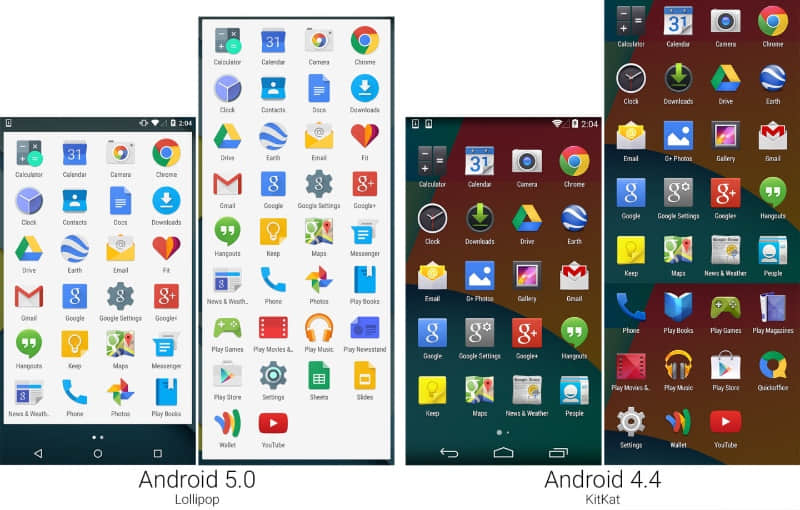 2:04
31
Calculator Calendar Camera Chrome
Clock Contacts Docs Downloads
Drive Earth Email Fit
g g+
Gmail Google Google Settings Google+
Hangouts Keep Maps Messenger
News & Weath.. Phone Photos Play Books
31
Calculator Calendar Camera Chrome
Clock Contacts Docs Downloads
Drive Earth Email Fit
g g+
Gmail Google Google Settings Google+
Hangouts Keep Maps Messenger
News & Weath.. Phone Photos Play Books
Play Games Play Movies &.. Play Music Play Newsstand
Play Store Settings Sheets Slides
Wallet YouTube
Android 5.0
Lollipop
2:04
31
Calculator Calendar Camera Chrome
Clock Downloads Drive Earth
g+
Email G+ Photos Gallery Gmail
g g g+
Google Google Settings Google+ Hangouts
Keep Maps News & Weather People
31
Calculator Calendar Camera Chrome
Clock Downloads Drive Earth
g+
Email G+ Photos Gallery Gmail
g g g+
Google Google Settings Google+ Hangouts
Keep Maps News & Weather People
Phone Play Books Play Games Play Magazines
Play Movies &.. Play Music Play Store Quickoffice
Settings Wallet YouTube
Android 4.4
KitKat